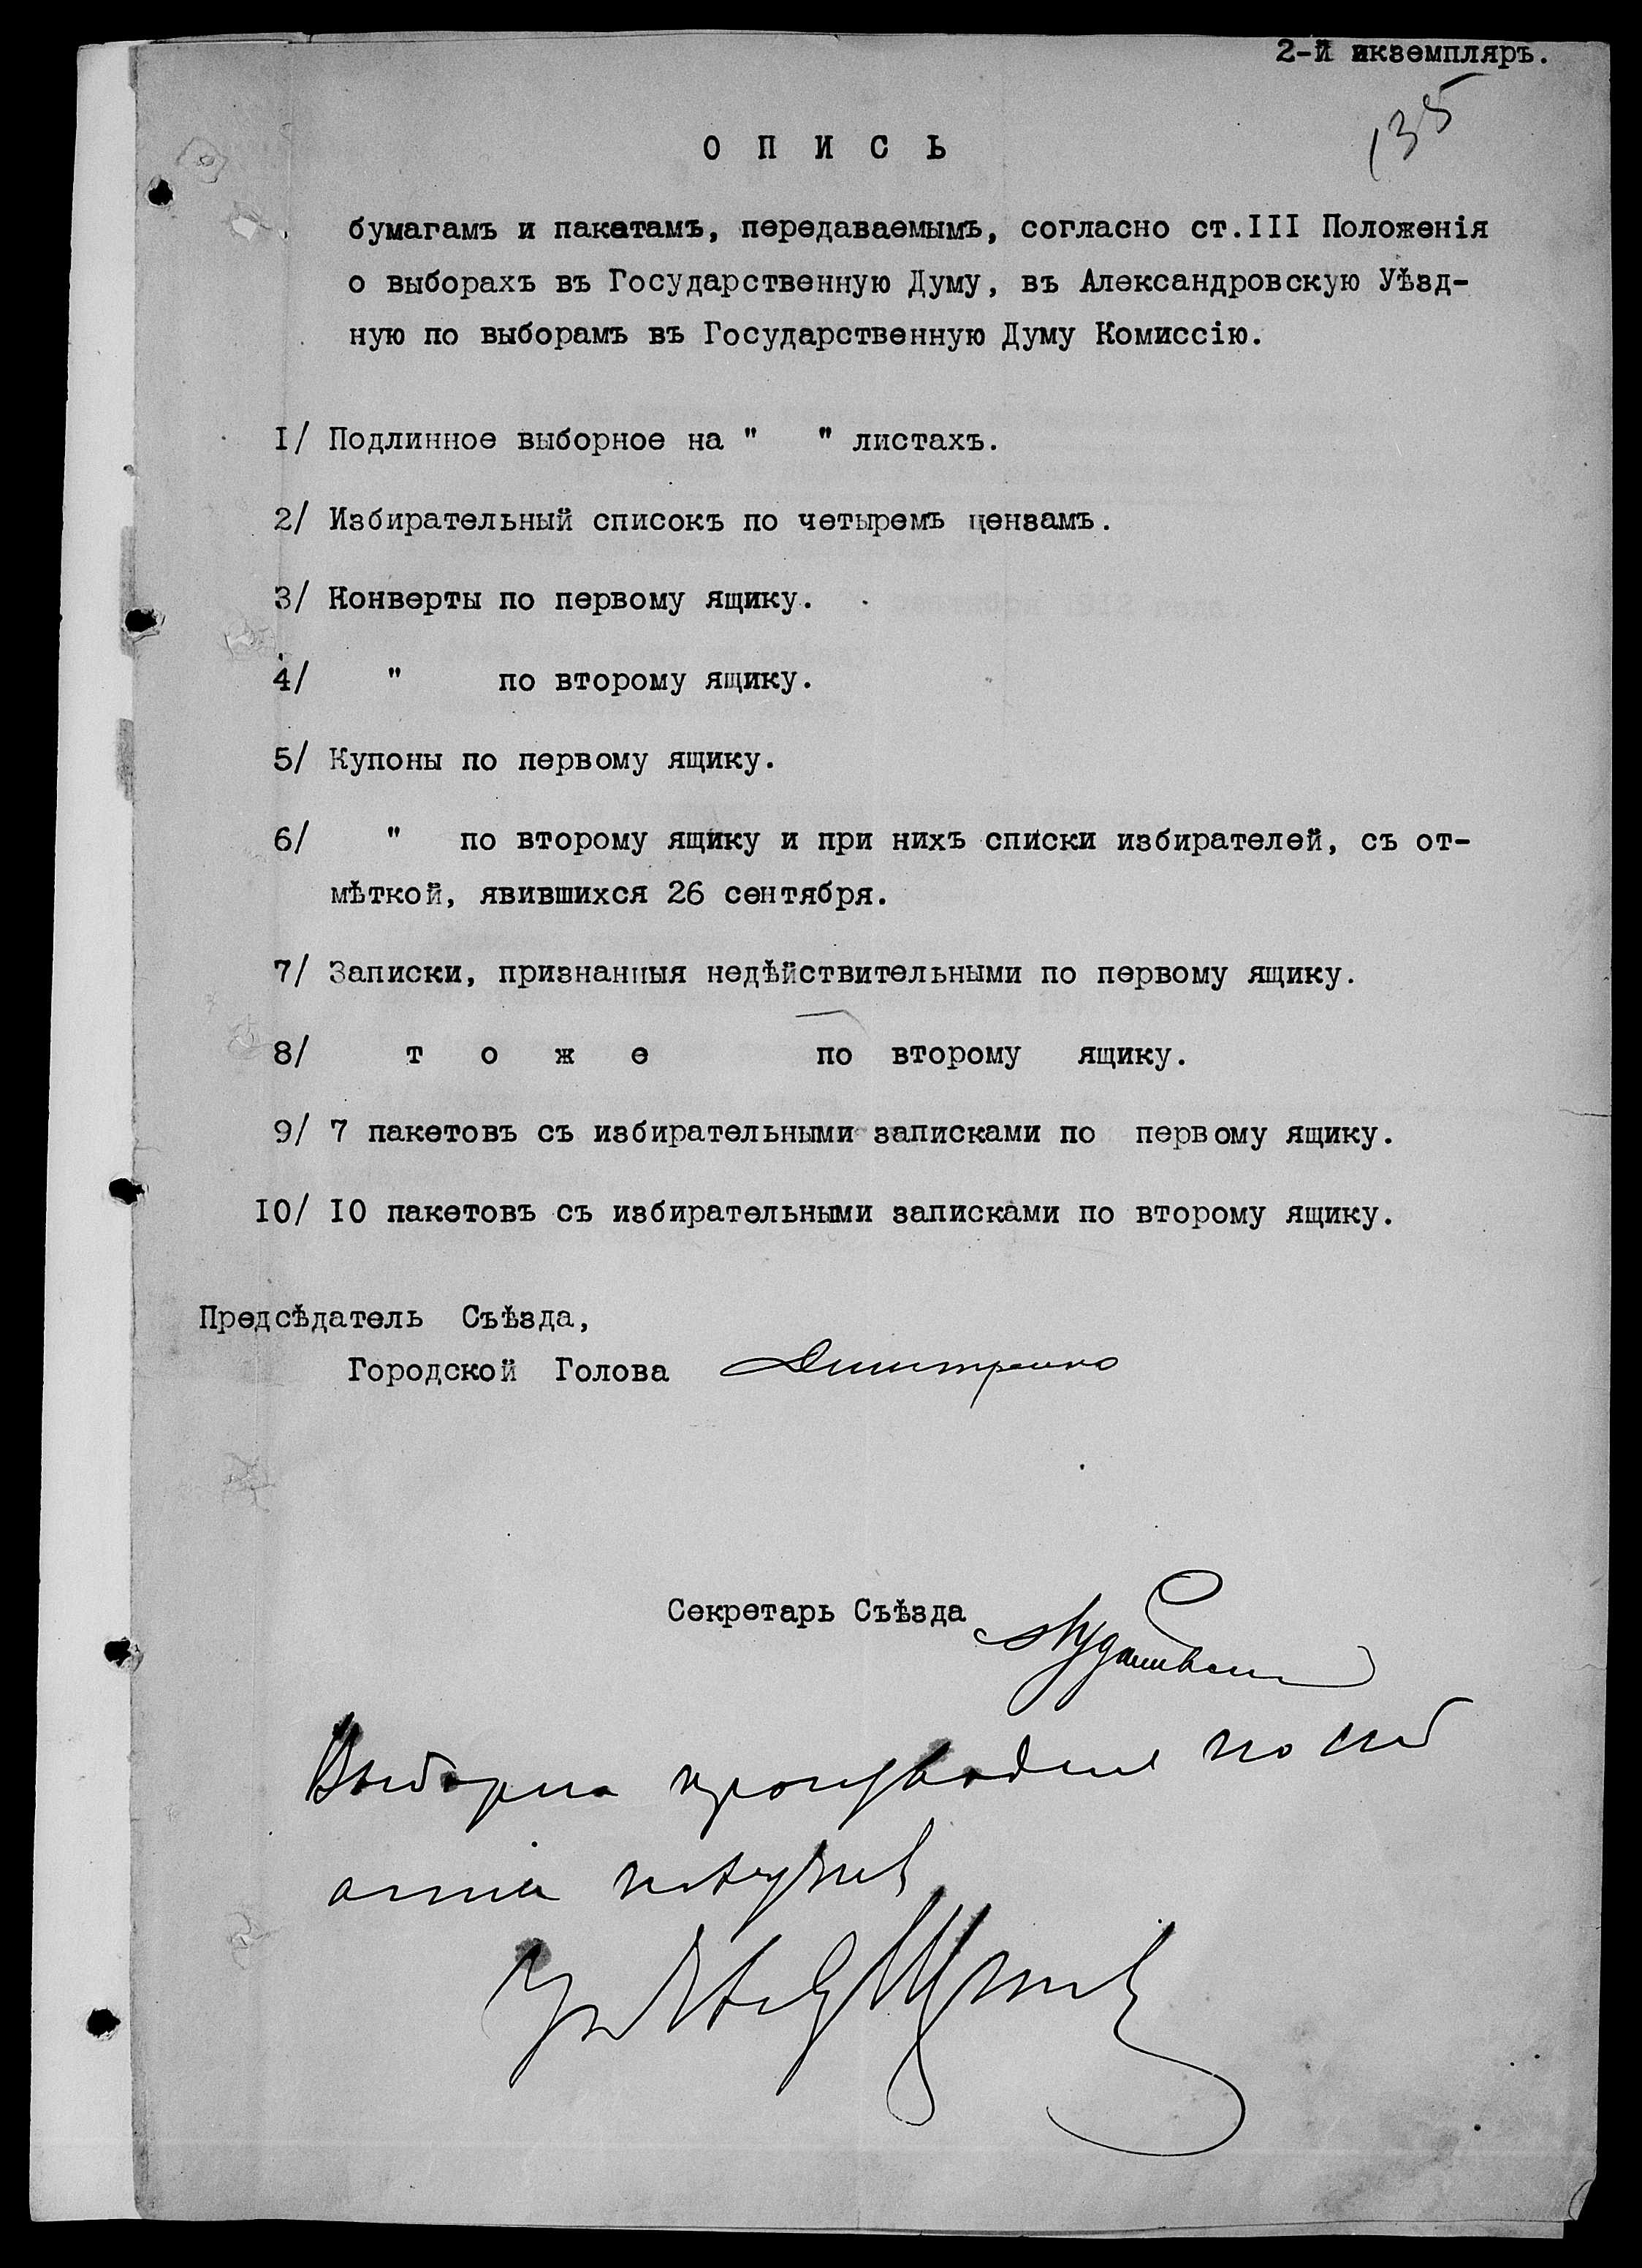 2-й экземпляръ.
135
О П И С Ь
бумагамъ и пакетамъ, передаваемымъ, согласно ст.III Положенія
о выборахъ въ Государственную Думу, въ Александровскую Уѣзд-
ную по выборамъ въ Государственную Думу Комиссію.
I/ Подлинное выборное на " " листахъ.
2/ Избирательный списокъ по четыремъ цензамъ.
3/ Конверты по первому ящику.
4/ " по второму ящику.
5/ Купоны по первому ящику.
6/ " по второму ящику и при нихъ списки избирателей, съ от-
мѣткой, явившихся 26 сентября.
7/ Записки, признанныя недѣйствительными по первому ящику.
8/ т о ж е по второму ящику.
9/ 7 пакетовъ съ избирательными записками по первому ящику.
IO/ IO пакетовъ съ избирательными записками по второму ящику.
Предсѣдатель Съѣзда,
Городской Голова Дмитренко
Секретарь Съѣзда